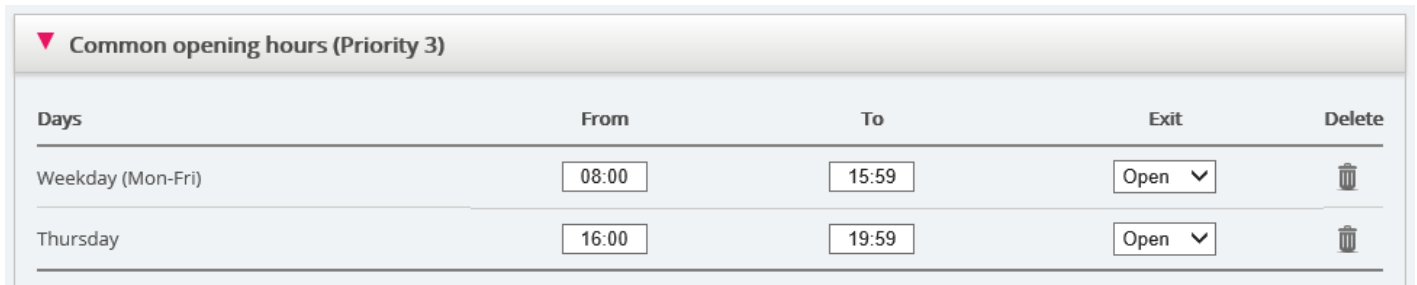 Common opening hours (Priority 3)
Days From To Exit Delete
Weekday (Mon-Fri) 08:00 15:59 Open
Thursday 16:00 19:59 Open